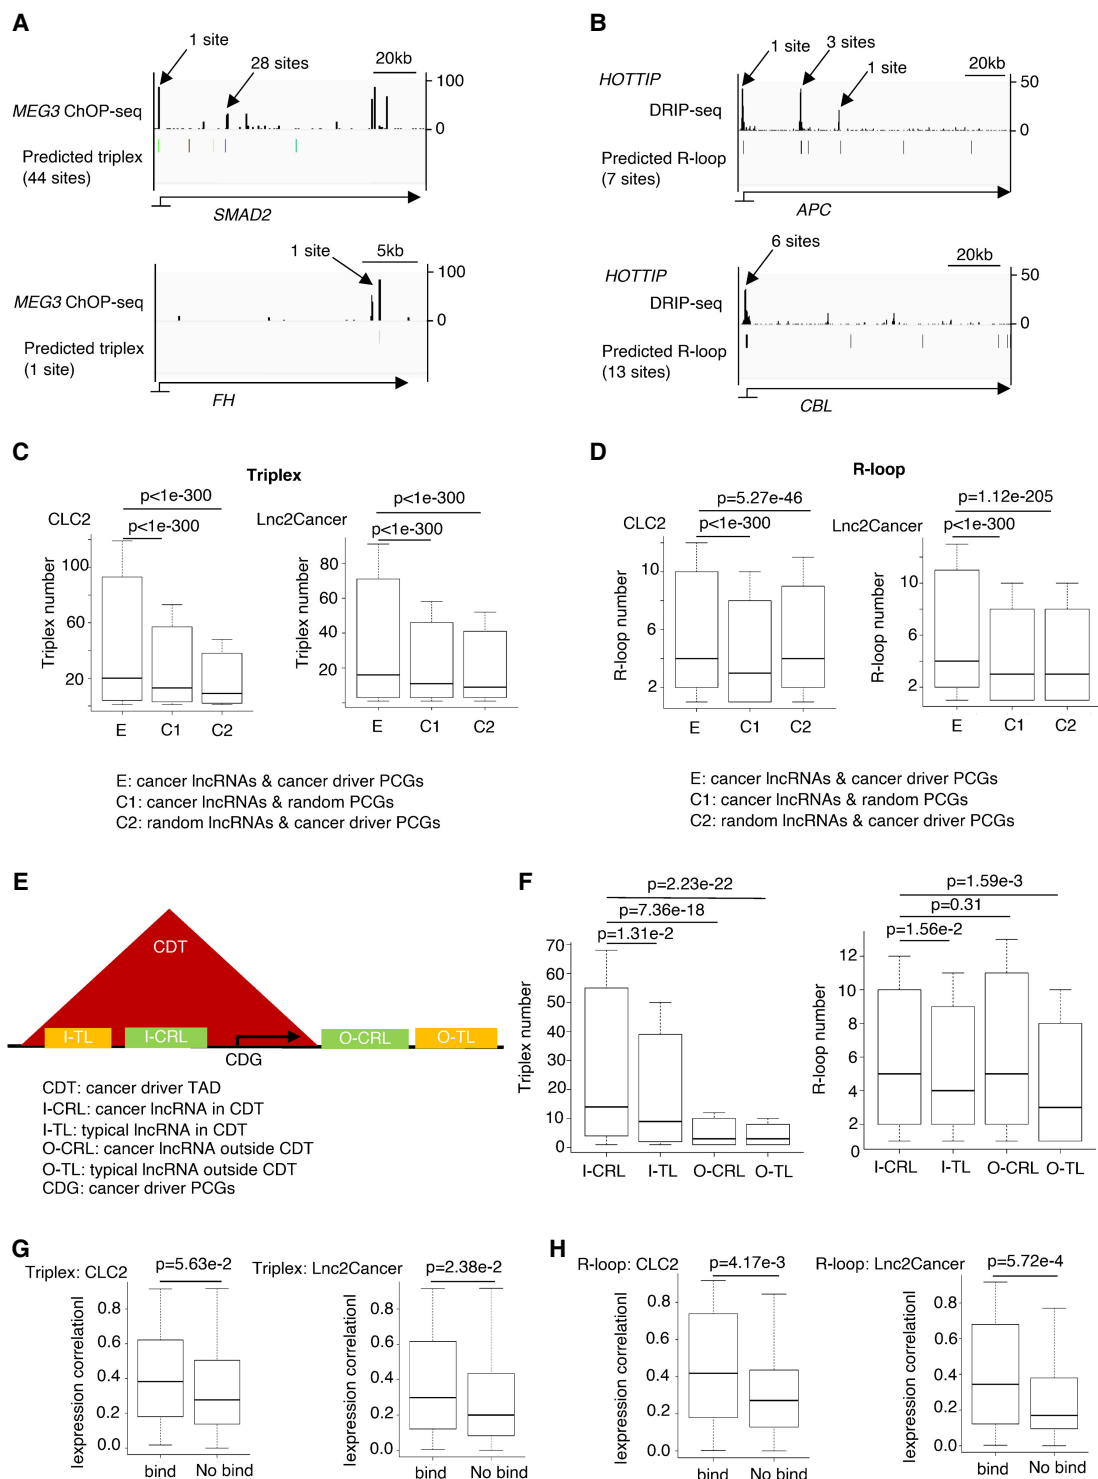 A
1 site
28 sites
20kb
100
MEG3 ChOP-seq
0
Predicted triplex
(44 sites)
SMAD2
1 site
5kb
100
MEG3 ChOP-seq
0
Predicted triplex
(1 site)
FH
B
1 site
3 sites
1 site
20kb
HOTTIP
50
DRIP-seq
0
Predicted R-loop
(7 sites)
APC
6 sites
20kb
HOTTIP
50
DRIP-seq
0
Predicted R-loop
(13 sites)
CBL
C
Triplex
CLC2
p<1e-300
p<1e-300
Triplex number
100
60
20
E C1 C2
Lnc2Cancer
p<1e-300
p<1e-300
Triplex number
80
60
40
20
E C1 C2
E: cancer lncRNAs & cancer driver PCGs
C1: cancer lncRNAs & random PCGs
C2: random lncRNAs & cancer driver PCGs
D
R-loop
CLC2
p=5.27e-46
p<1e-300
R-loop number
10
6
2
E C1 C2
Lnc2Cancer
p=1.12e-205
p<1e-300
R-loop number
10
6
2
E C1 C2
E: cancer lncRNAs & cancer driver PCGs
C1: cancer lncRNAs & random PCGs
C2: random lncRNAs & cancer driver PCGs
E
CDT
I-TL I-CRL O-CRL O-TL
CDG
CDT: cancer driver TAD
I-CRL: cancer lncRNA in CDT
I-TL: typical lncRNA in CDT
O-CRL: cancer lncRNA outside CDT
O-TL: typical lncRNA outside CDT
CDG: cancer driver PCGs
F
p=2.23e-22
p=7.36e-18
p=1.31e-2
Triplex number
70
60
50
40
30
20
10
0
I-CRL I-TL O-CRL O-TL
p=1.59e-3
p=0.31
p=1.56e-2
R-loop number
12
10
8
6
4
2
0
I-CRL I-TL O-CRL O-TL
G
Triplex: CLC2
p=5.63e-2
|expression correlation|
0.8
0.6
0.4
0.2
0.0
bind No bind
Triplex: Lnc2Cancer
p=2.38e-2
|expression correlation|
0.8
0.6
0.4
0.2
0.0
bind No bind
H
R-loop: CLC2
p=4.17e-3
|expression correlation|
0.8
0.6
0.4
0.2
0.0
bind No bind
R-loop: Lnc2Cancer
p=5.72e-4
|expression correlation|
0.8
0.6
0.4
0.2
0.0
bind No bind